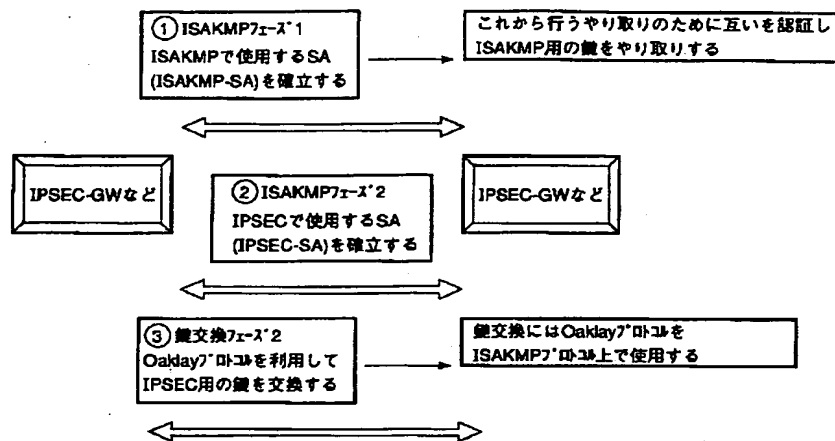 ① ISAKMPフェーズ1
ISAKMPで使用するSA
(ISAKMP-SA)を確立する
これから行うやり取りのために互いを認証し
ISAKMP用の鍵をやり取りする
IPSEC-GWなど
② ISAKMPフェーズ2
IPSECで使用するSA
(IPSEC-SA)を確立する
IPSEC-GWなど
③ 鍵交換フェーズ2
Oaklayプロトコルを利用して
IPSEC用の鍵を交換する
鍵交換にはOaklayプロトコルを
ISAKMPプロトコル上で使用する